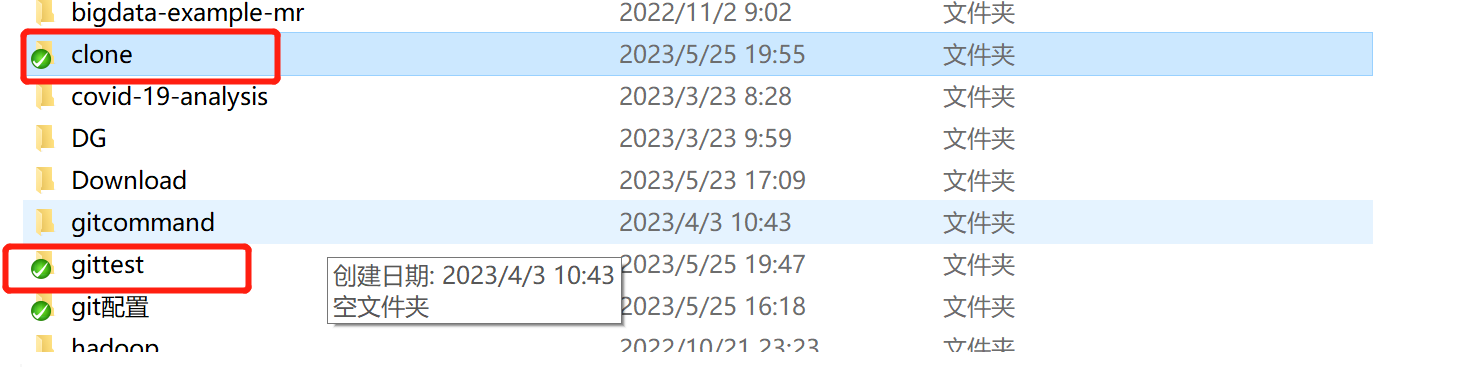 bigdata-example-mr 2022/11/2 9:02 文件夹
clone 2023/5/25 19:55 文件夹
covid-19-analysis 2023/3/23 8:28 文件夹
DG 2023/3/23 9:59 文件夹
Download 2023/5/23 17:09 文件夹
gitcommand 2023/4/3 10:43 文件夹
gittest 2023/5/25 19:47 文件夹
创建日期: 2023/4/3 10:43
空文件夹
git配置 2023/5/25 16:18 文件夹
hadoop 2022/10/21 23:23 文件夹